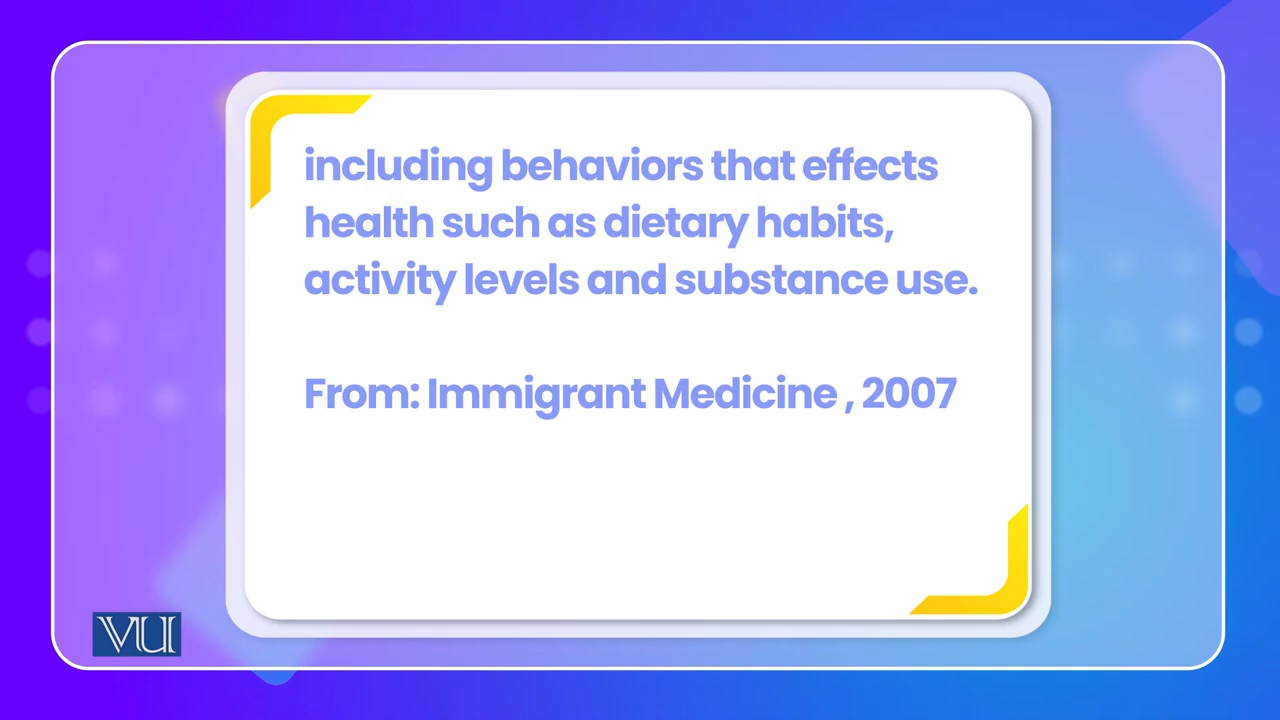 including behaviors that effects
health such as dietary habits,
activity levels and substance use.
From: Immigrant Medicine , 2007
VU